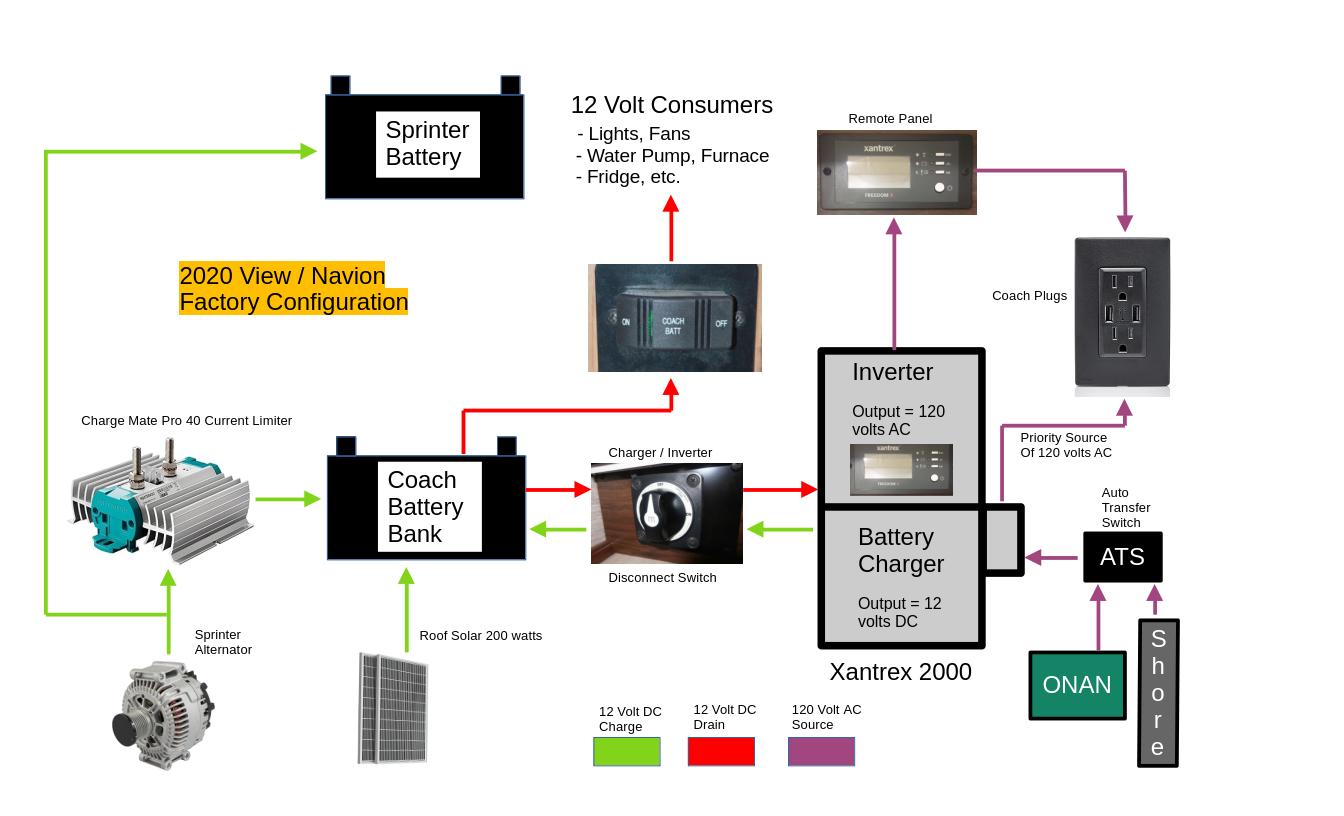 Sprinter
Battery
12 Volt Consumers
- Lights, Fans
- Water Pump, Furnace
- Fridge, etc.
Remote Panel
xantrex
FREEDOM X
2020 View / Navion
Factory Configuration
ON
COACH
BATT
OFF
Coach Plugs
Inverter
Output = 120
volts AC
xantrex
Charge Mate Pro 40 Current Limiter
Coach
Battery
Bank
Charger / Inverter
OFF
ON
Disconnect Switch
Priority Source
Of 120 volts AC
Auto
Transfer
Switch
ATS
Battery
Charger
Output = 12
volts DC
Xantrex 2000
Sprinter
Alternator
Roof Solar 200 watts
ONAN
S
h
o
r
e
12 Volt DC
Charge
12 Volt DC
Drain
120 Volt AC
Source